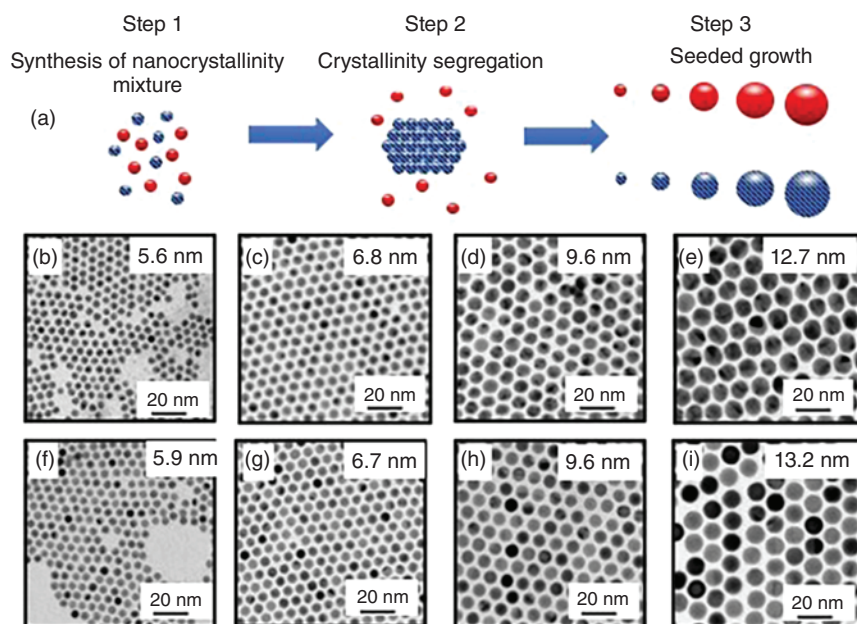 Step 1
Step 2
Step 3
Synthesis of nanocrystallinity
mixture
Crystallinity segregation
Seeded growth
(a)
(b)
5.6 nm
20 nm
(c)
6.8 nm
20 nm
(d)
9.6 nm
20 nm
(e)
12.7 nm
20 nm
(f)
5.9 nm
20 nm
(g)
6.7 nm
20 nm
(h)
9.6 nm
20 nm
(i)
13.2 nm
20 nm